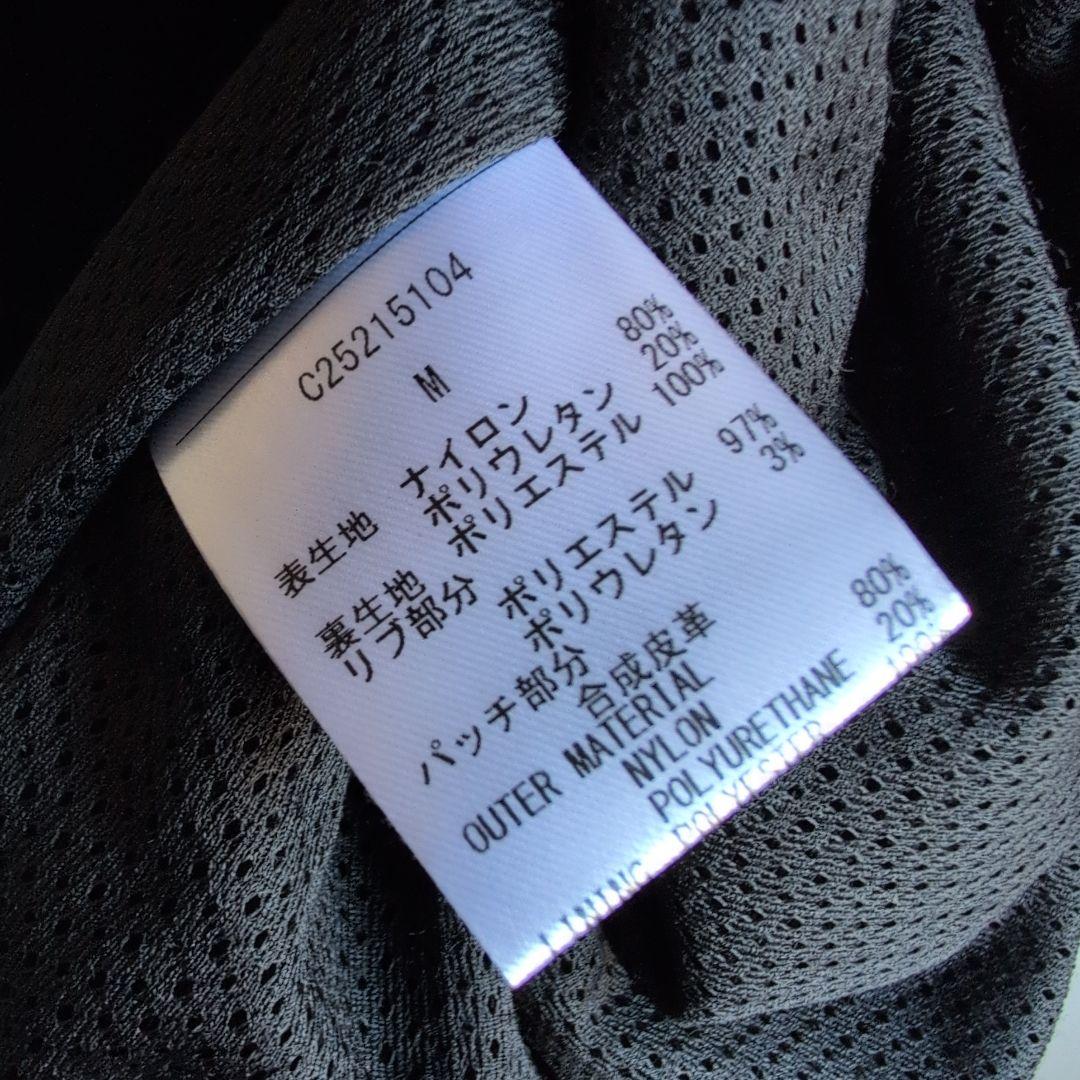 C25215104
M
表生地 ナイロン 80%
ポリウレタン 20%
裏生地 ポリエステル 100%
リブ部分 ポリエステル 97%
ポリウレタン 3%
パッチ部分
合成皮革
OUTER MATERIAL
NYLON 80%
POLYURETHANE 20%
LINING POLYESTER 100%